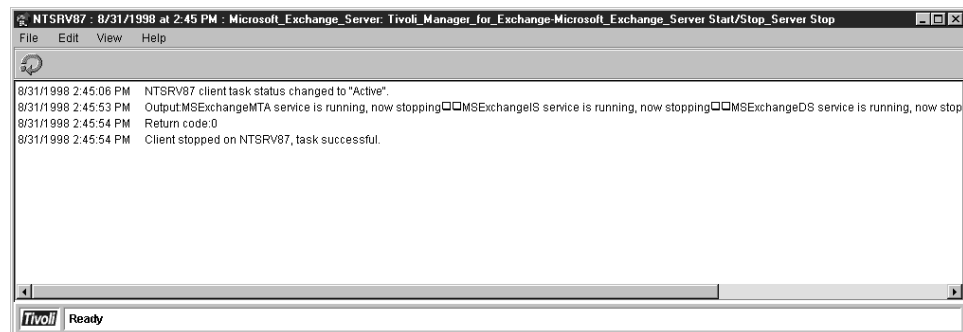 NTSRV87 : 8/31/1998 at 2:45 PM : Microsoft_Exchange_Server: Tivoli_Manager_for_Exchange-Microsoft_Exchange_Server Start/Stop_Server Stop
File Edit View Help
8/31/1998 2:45:06 PM NTSRV87 client task status changed to "Active".
8/31/1998 2:45:53 PM Output:MSExchangeMTA service is running, now stopping□□MSExchangeIS service is running, now stopping□□MSExchangeDS service is running, now stop
8/31/1998 2:45:54 PM Return code:0
8/31/1998 2:45:54 PM Client stopped on NTSRV87, task successful.
Tivoli Ready